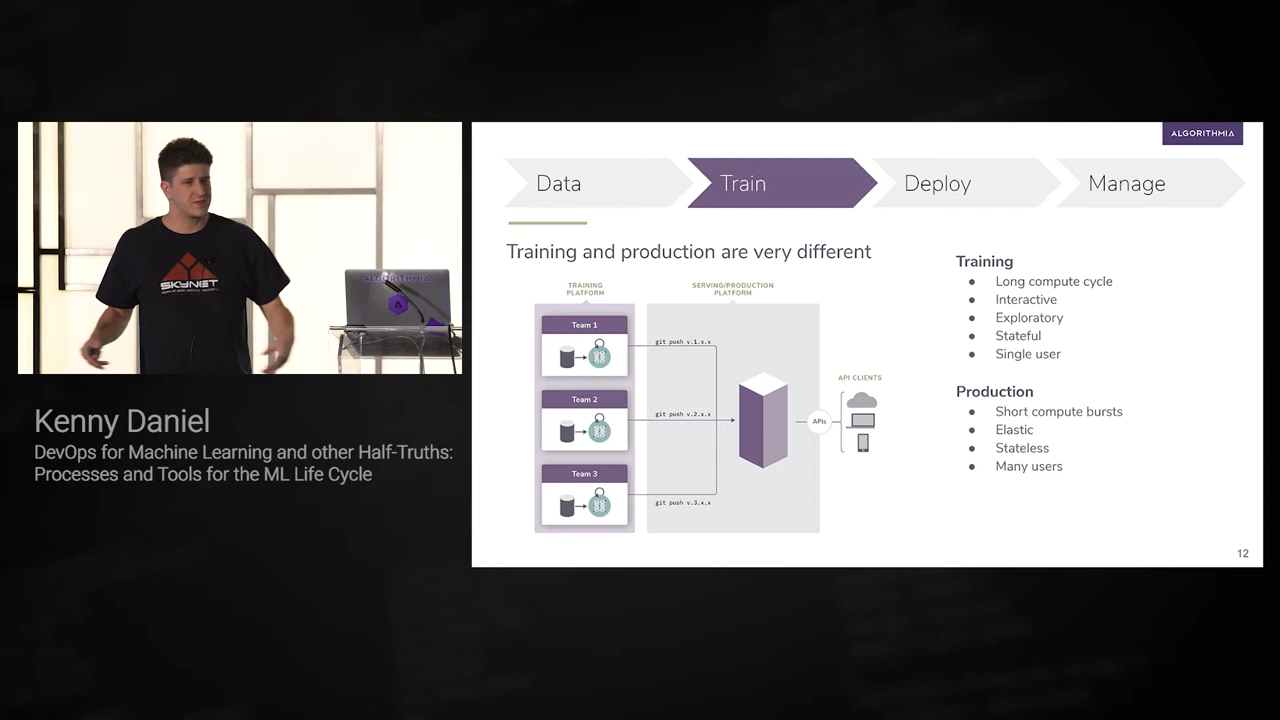 ALGORITHMIA
Data
Train
Deploy
Manage
Training and production are very different
TRAINING
PLATFORM
SERVING/PRODUCTION
PLATFORM
Team 1
git push v.1.x.x
Team 2
git push v.2.x.x
Team 3
git push v.3.x.x
APIs
API CLIENTS
Training
● Long compute cycle
● Interactive
● Exploratory
● Stateful
● Single user
Production
● Short compute bursts
● Elastic
● Stateless
● Many users
12
SKYNET
ALGORITHMIA
Kenny Daniel
DevOps for Machine Learning and other Half-Truths:
Processes and Tools for the ML Life Cycle